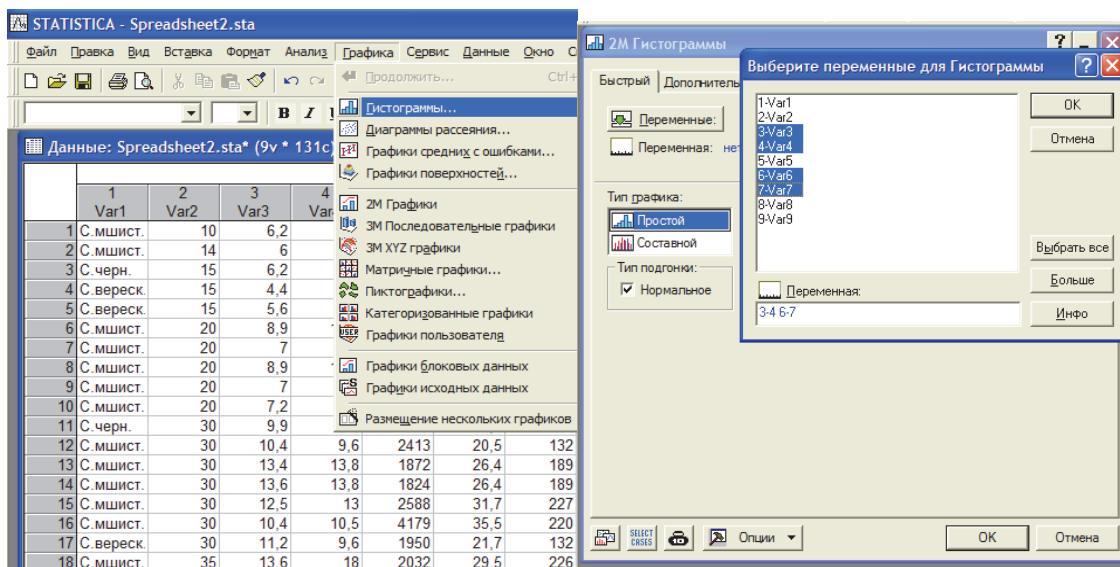 STATISTICA - Spreadsheet2.sta
Файл Правка Вид Вставка Формат Анализ Графика Сервис Данные Окно С
Продолжить... Ctrl+
B I
Гистограммы...
Диаграммы рассеяния...
Графики средних с ошибками...
Графики поверхностей...
2М Графики
3М Последовательные графики
3М XYZ графики
Матричные графики...
Пиктографики...
Категоризованные графики
USER Графики пользователя
Графики блоковых данных
Графики исходных данных
Размещение нескольких графиков
Данные: Spreadsheet2.sta* (9v * 131c)
1 2 3 4
Var1 Var2 Var3 Var
1 С.мшист. 10 6,2
2 С.мшист. 14 6
3 С.черн. 15 6,2
4 С.вереск. 15 4,4
5 С.вереск. 15 5,6
6 С.мшист. 20 8,9
7 С.мшист. 20 7
8 С.мшист. 20 8,9
9 С.мшист. 20 7
10 С.мшист. 20 7,2
11 С.черн. 30 9,9
12 С.мшист. 30 10,4 9,6 2413 20,5 132
13 С.мшист. 30 13,4 13,8 1872 26,4 189
14 С.мшист. 30 13,6 13,8 1824 26,4 189
15 С.мшист. 30 12,5 13 2588 31,7 227
16 С.мшист. 30 10,4 10,5 4179 35,5 220
17 С.вереск. 30 11,2 9,6 1950 21,7 132
18 С.мшист. 35 13,6 18 2032 29,5 226
2М Гистограммы
Быстрый Дополнитель
Переменные:
Переменная: нет
Тип графика:
Простой
Составной
Тип подгонки:
Нормальное
SELECT CASES
Опции
OK
Отмена
Выберите переменные для Гистограммы
1-Var1
2-Var2
3-Var3
4-Var4
5-Var5
6-Var6
7-Var7
8-Var8
9-Var9
OK
Отмена
Выбрать все
Больше
Инфо
Переменная:
3-4 6-7